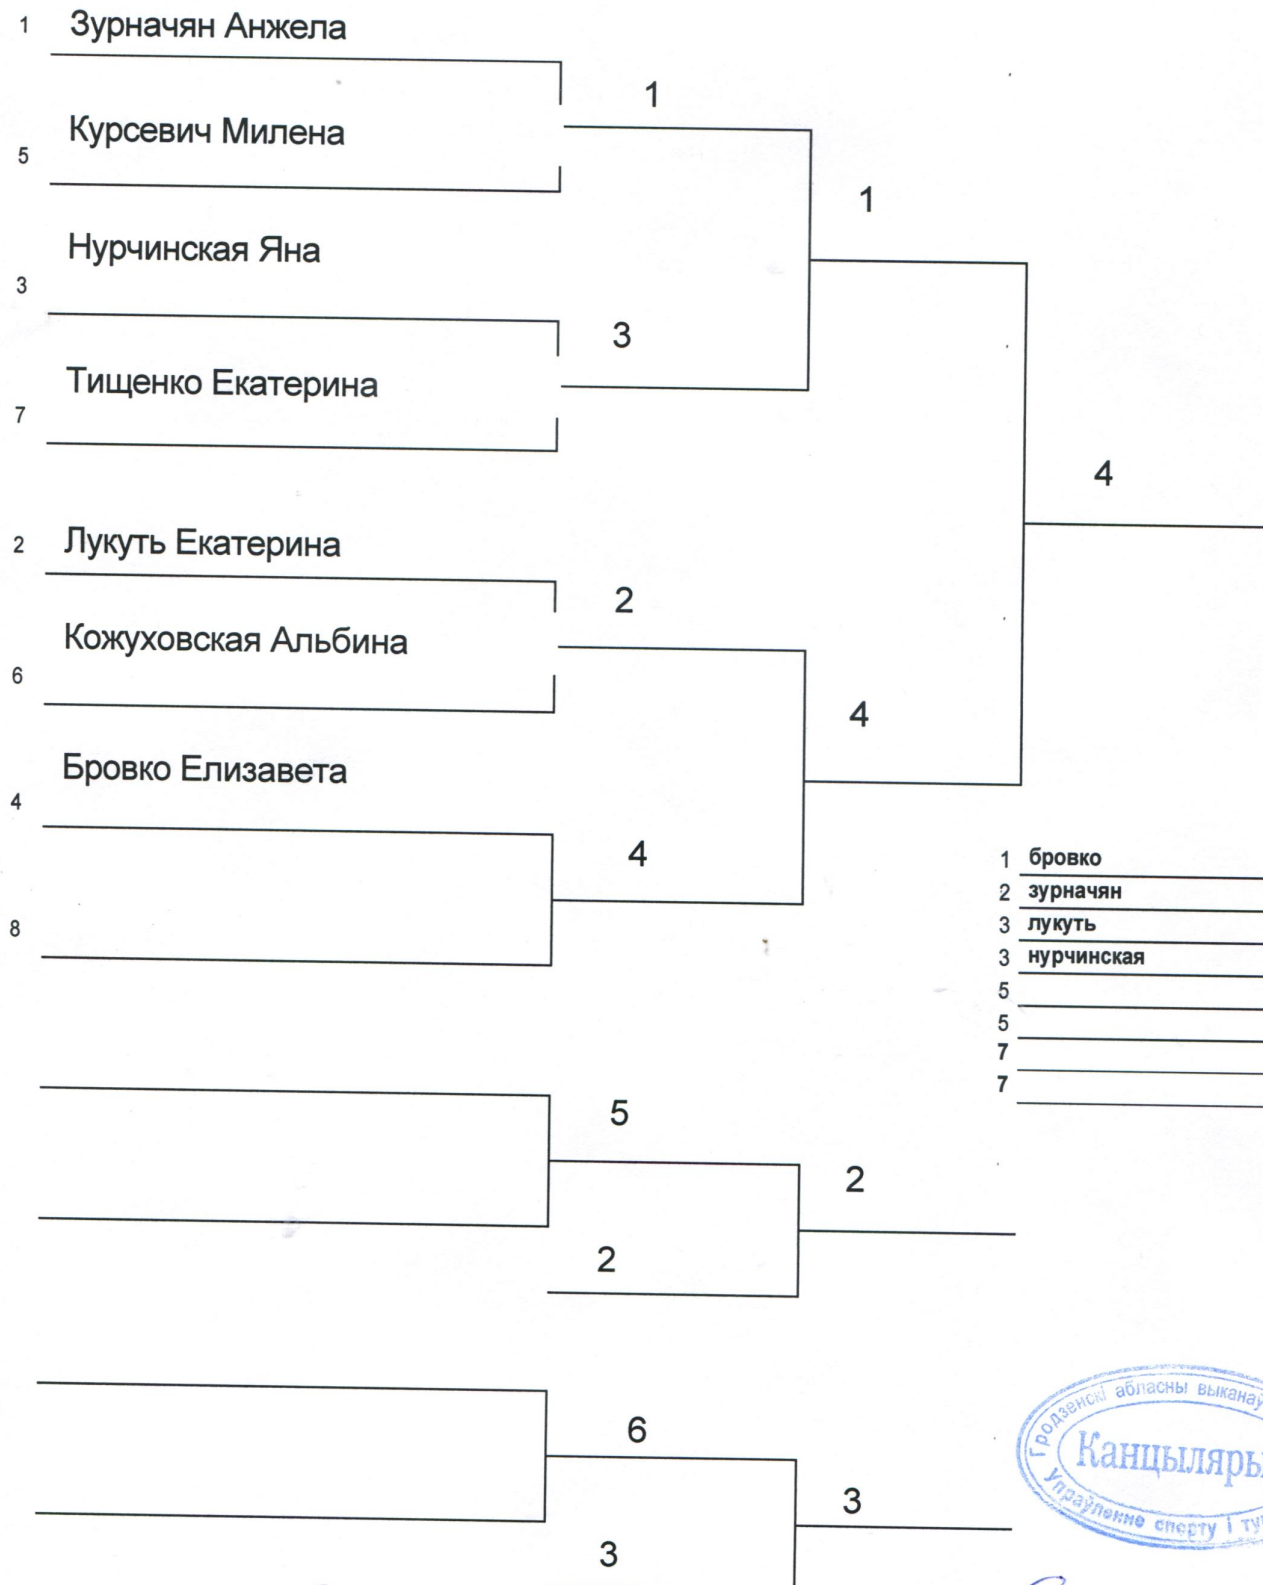 1 Зурначян Анжела
1
5 Курсевич Милена
1
3 Нурчинская Яна
3
7 Тищенко Екатерина
4
2 Лукуть Екатерина
2
6 Кожуховская Альбина
4
4 Бровко Елизавета
4
8
1 бровко
2 зурначян
3 лукуть
3 нурчинская
5
5
7
7
5
2
2
6
3
3
Гродзенскі абласны выканаў
Канцыляры
Упраўленне спорту і ту